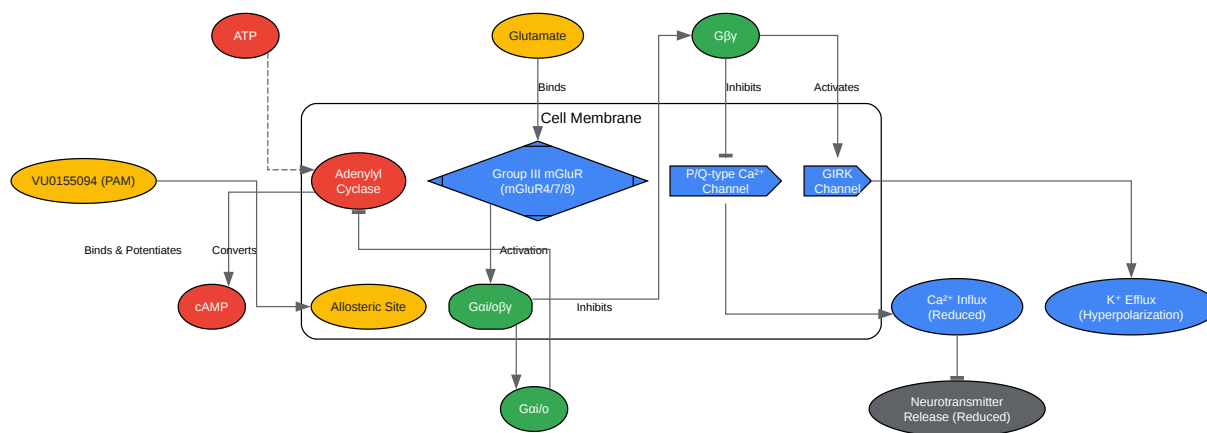 ATP
Glutamate
Gβγ
Binds
Inhibits
Activates
Cell Membrane
VU0155094 (PAM)
Adenylyl
Cyclase
Group III mGluR
(mGluR4/7/8)
P/Q-type Ca²⁺
Channel
GIRK
Channel
Binds & Potentiates
Converts
Activation
cAMP
Allosteric Site
Gαi/oβγ
Inhibits
Ca²⁺ Influx
(Reduced)
K⁺ Efflux
(Hyperpolarization)
Gαi/o
Neurotransmitter
Release (Reduced)